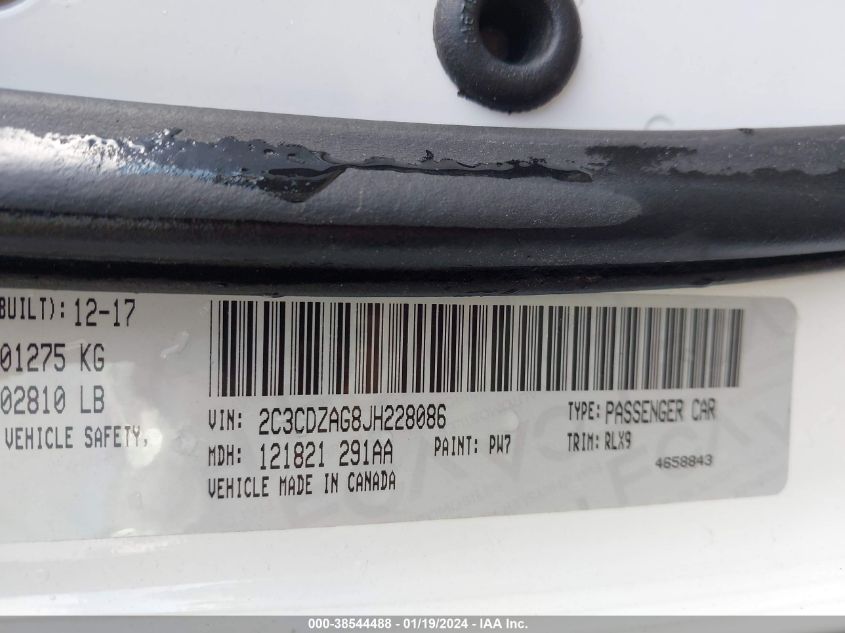 BUILT): 12-17
01275 KG
02810 LB
VEHICLE SAFETY,
VIN: 2C3CDZAG8JH228086
TYPE: PASSENGER CAR
MDH: 121821 291AA
PAINT: PW7
TRIM: RLX9
4658843
VEHICLE MADE IN CANADA
000-38544488 - 01/19/2024 - IAA Inc.